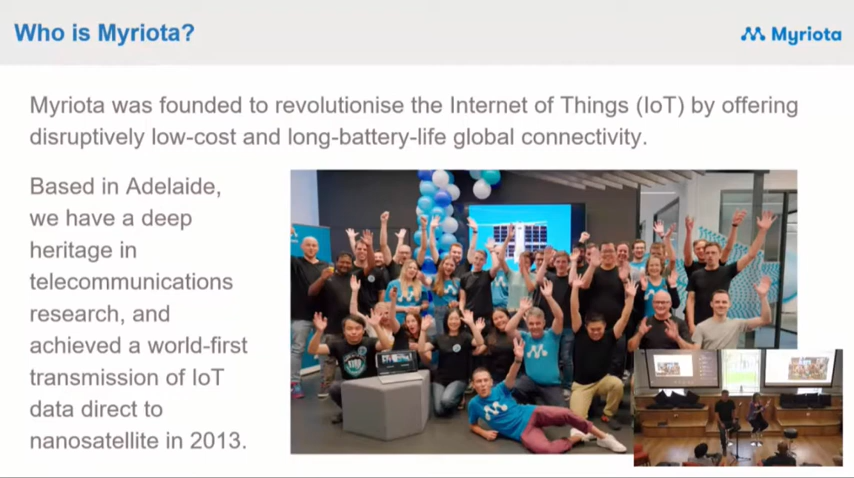 Who is Myriota?
Myriota
Myriota was founded to revolutionise the Internet of Things (IoT) by offering
disruptively low-cost and long-battery-life global connectivity.
Based in Adelaide,
we have a deep
heritage in
telecommunications
research, and
achieved a world-first
transmission of IoT
data direct to
nanosatellite in 2013.